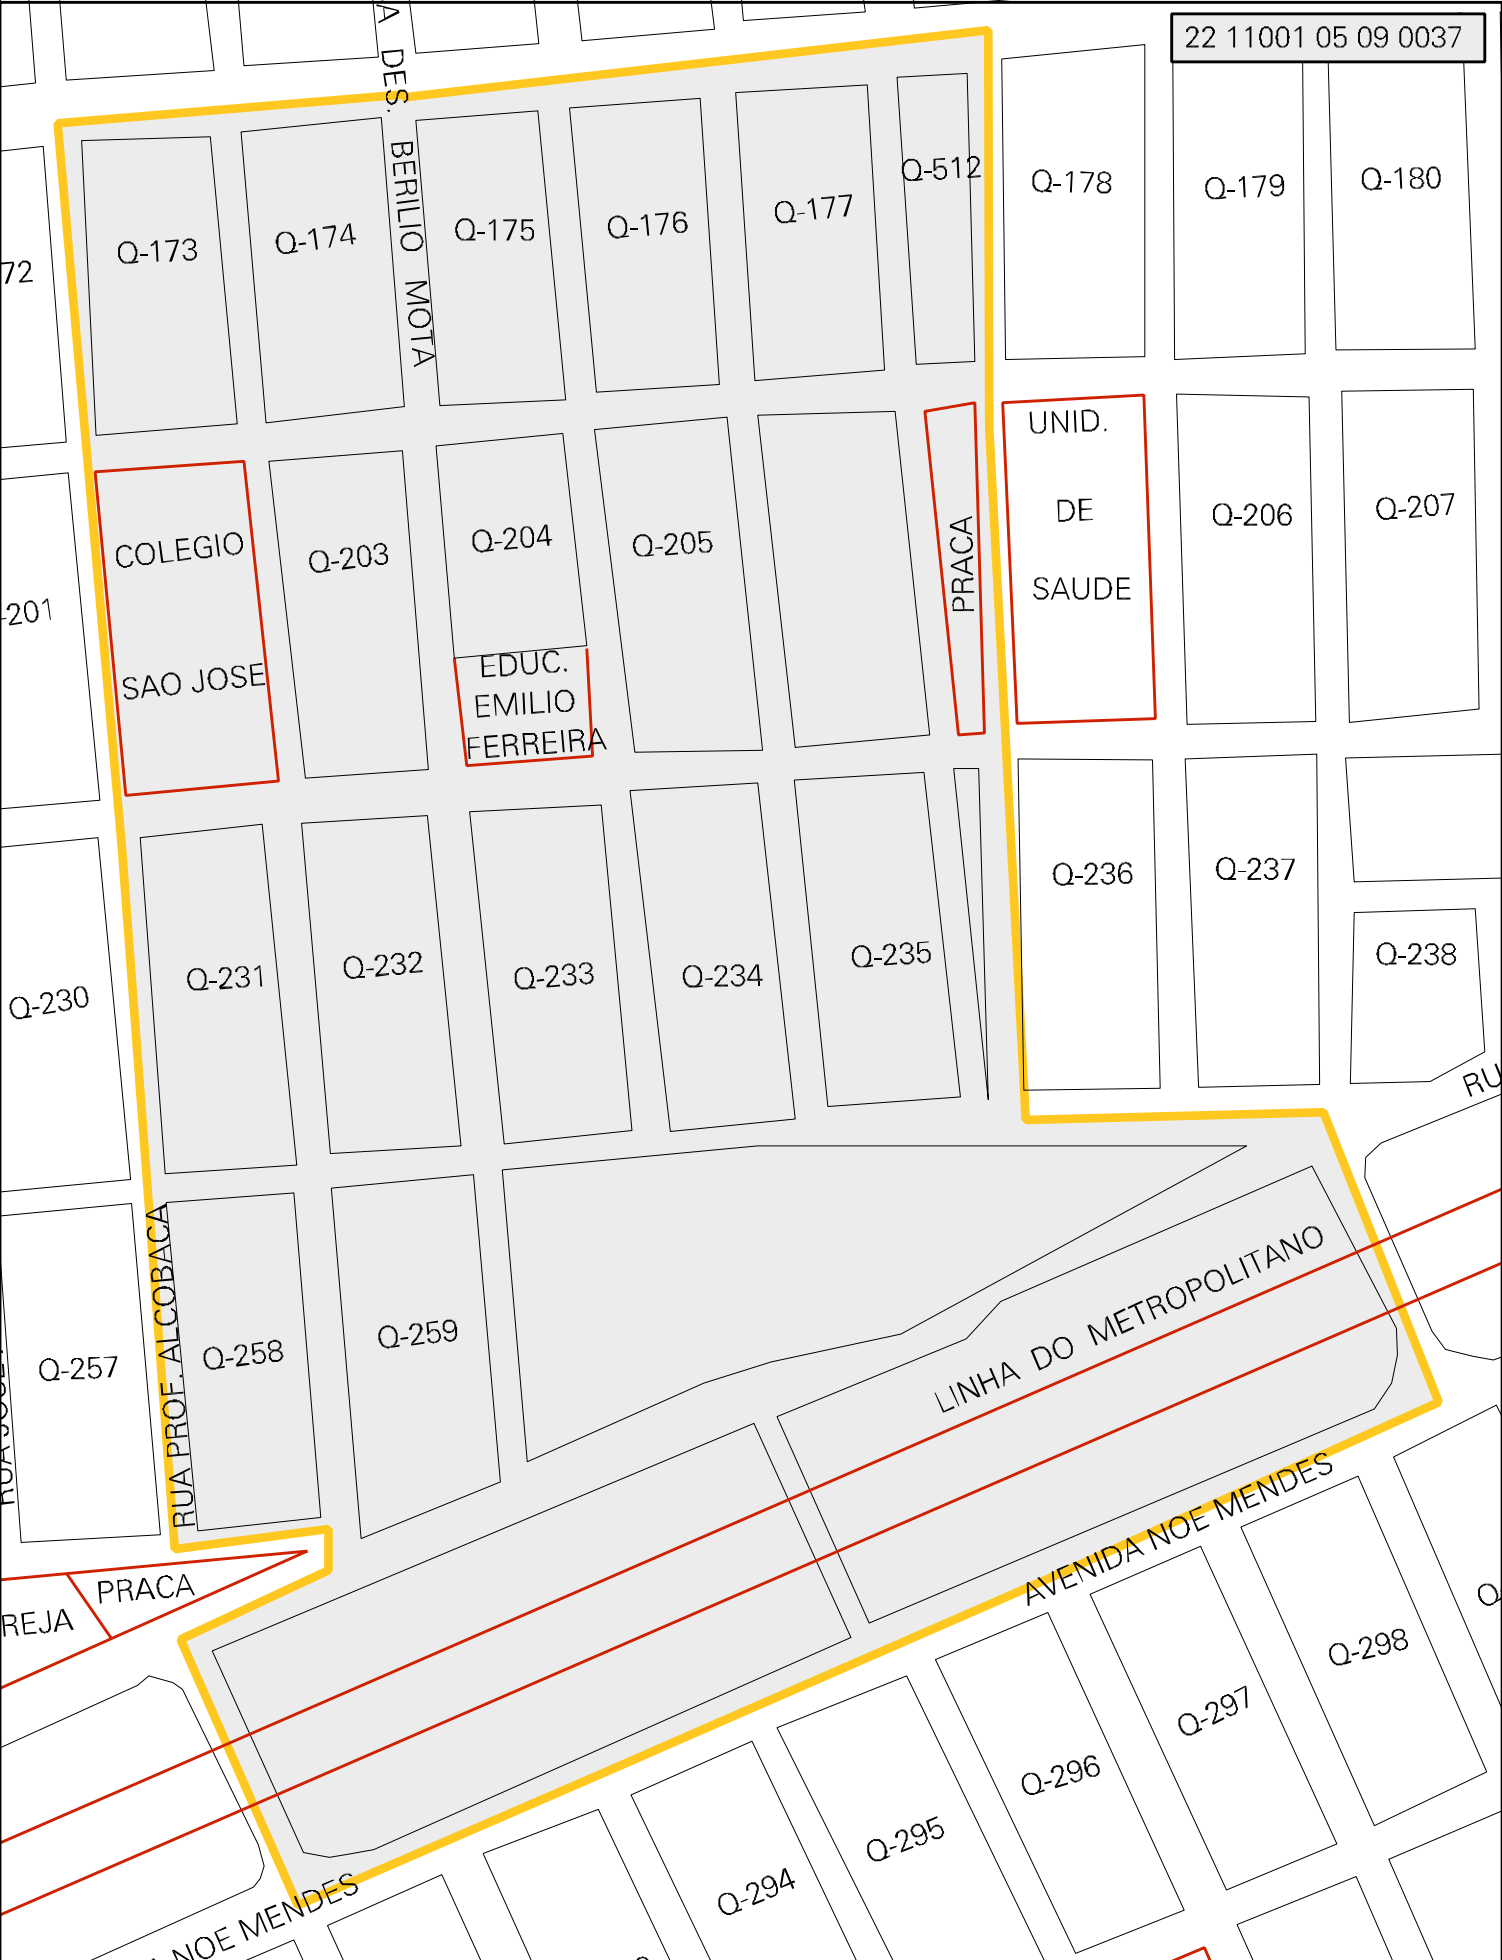 22 11001 05 09 0037
A DES. BERILIO MOTA
Q-512
Q-173
Q-174
Q-175
Q-176
Q-177
Q-178
Q-179
Q-180
72
UNID.
DE
SAUDE
COLEGIO
SAO JOSE
Q-203
Q-204
Q-205
PRACA
Q-206
Q-207
-201
EDUC.
EMILIO
FERREIRA
Q-230
Q-231
Q-232
Q-233
Q-234
Q-235
Q-236
Q-237
Q-238
RU
RUA PROF. ALCOBACA
Q-257
Q-258
Q-259
LINHA DO METROPOLITANO
AVENIDA NOE MENDES
PRACA
REJA
Q-294
Q-295
Q-296
Q-297
Q-298
Q
NOE MENDES